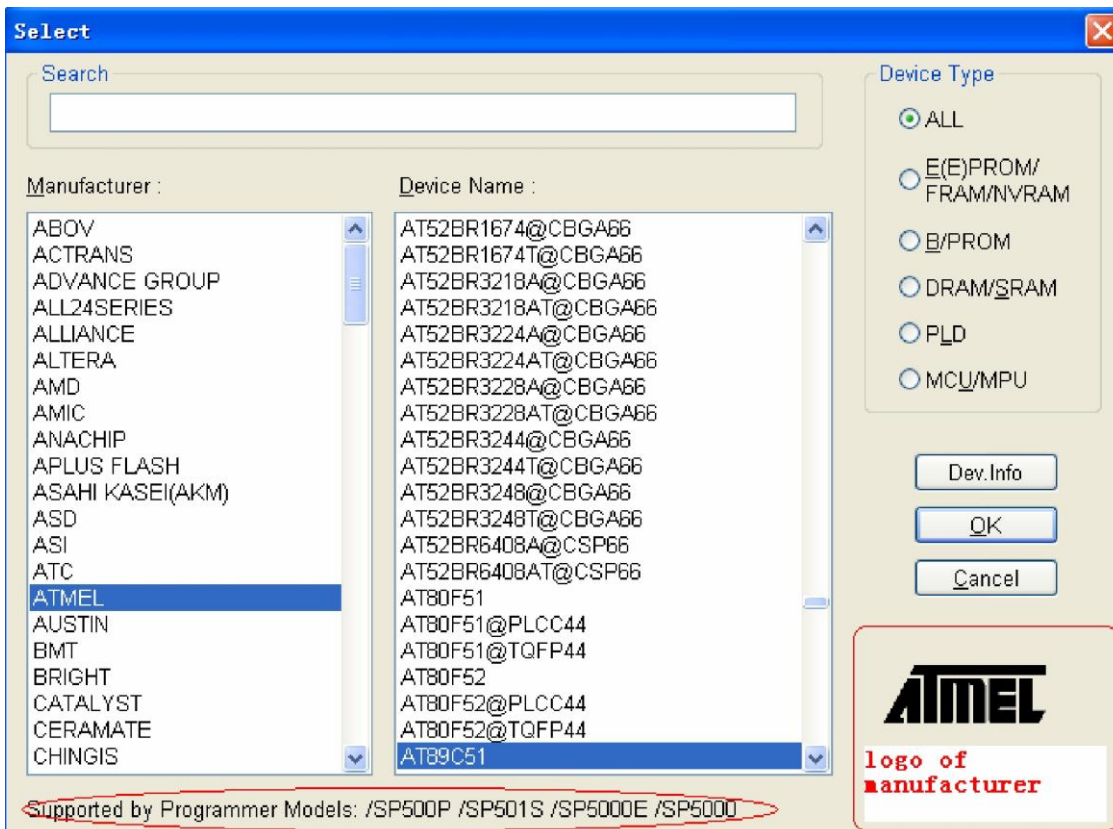 Select
Search
Device Type
ALL
E(E)PROM/
FRAM/NVRAM
B/PROM
DRAM/SRAM
PLD
MCU/MPU
Manufacturer :
ABOV
ACTRANS
ADVANCE GROUP
ALL24SERIES
ALLIANCE
ALTERA
AMD
AMIC
ANACHIP
APLUS FLASH
ASAHI KASEI(AKM)
ASD
ASI
ATC
ATMEL
AUSTIN
BMT
BRIGHT
CATALYST
CERAMATE
CHINGIS
Device Name :
AT52BR1674@CBGA66
AT52BR1674T@CBGA66
AT52BR3218A@CBGA66
AT52BR3218AT@CBGA66
AT52BR3224A@CBGA66
AT52BR3224AT@CBGA66
AT52BR3228A@CBGA66
AT52BR3228AT@CBGA66
AT52BR3244@CBGA66
AT52BR3244T@CBGA66
AT52BR3248@CBGA66
AT52BR3248T@CBGA66
AT52BR6408A@CSP66
AT52BR6408AT@CSP66
AT80F51
AT80F51@PLCC44
AT80F51@TQFP44
AT80F52
AT80F52@PLCC44
AT80F52@TQFP44
AT89C51
Dev.Info
OK
Cancel
ATMEL
logo of
manufacturer
Supported by Programmer Models: /SP500P /SP501S /SP5000E /SP5000